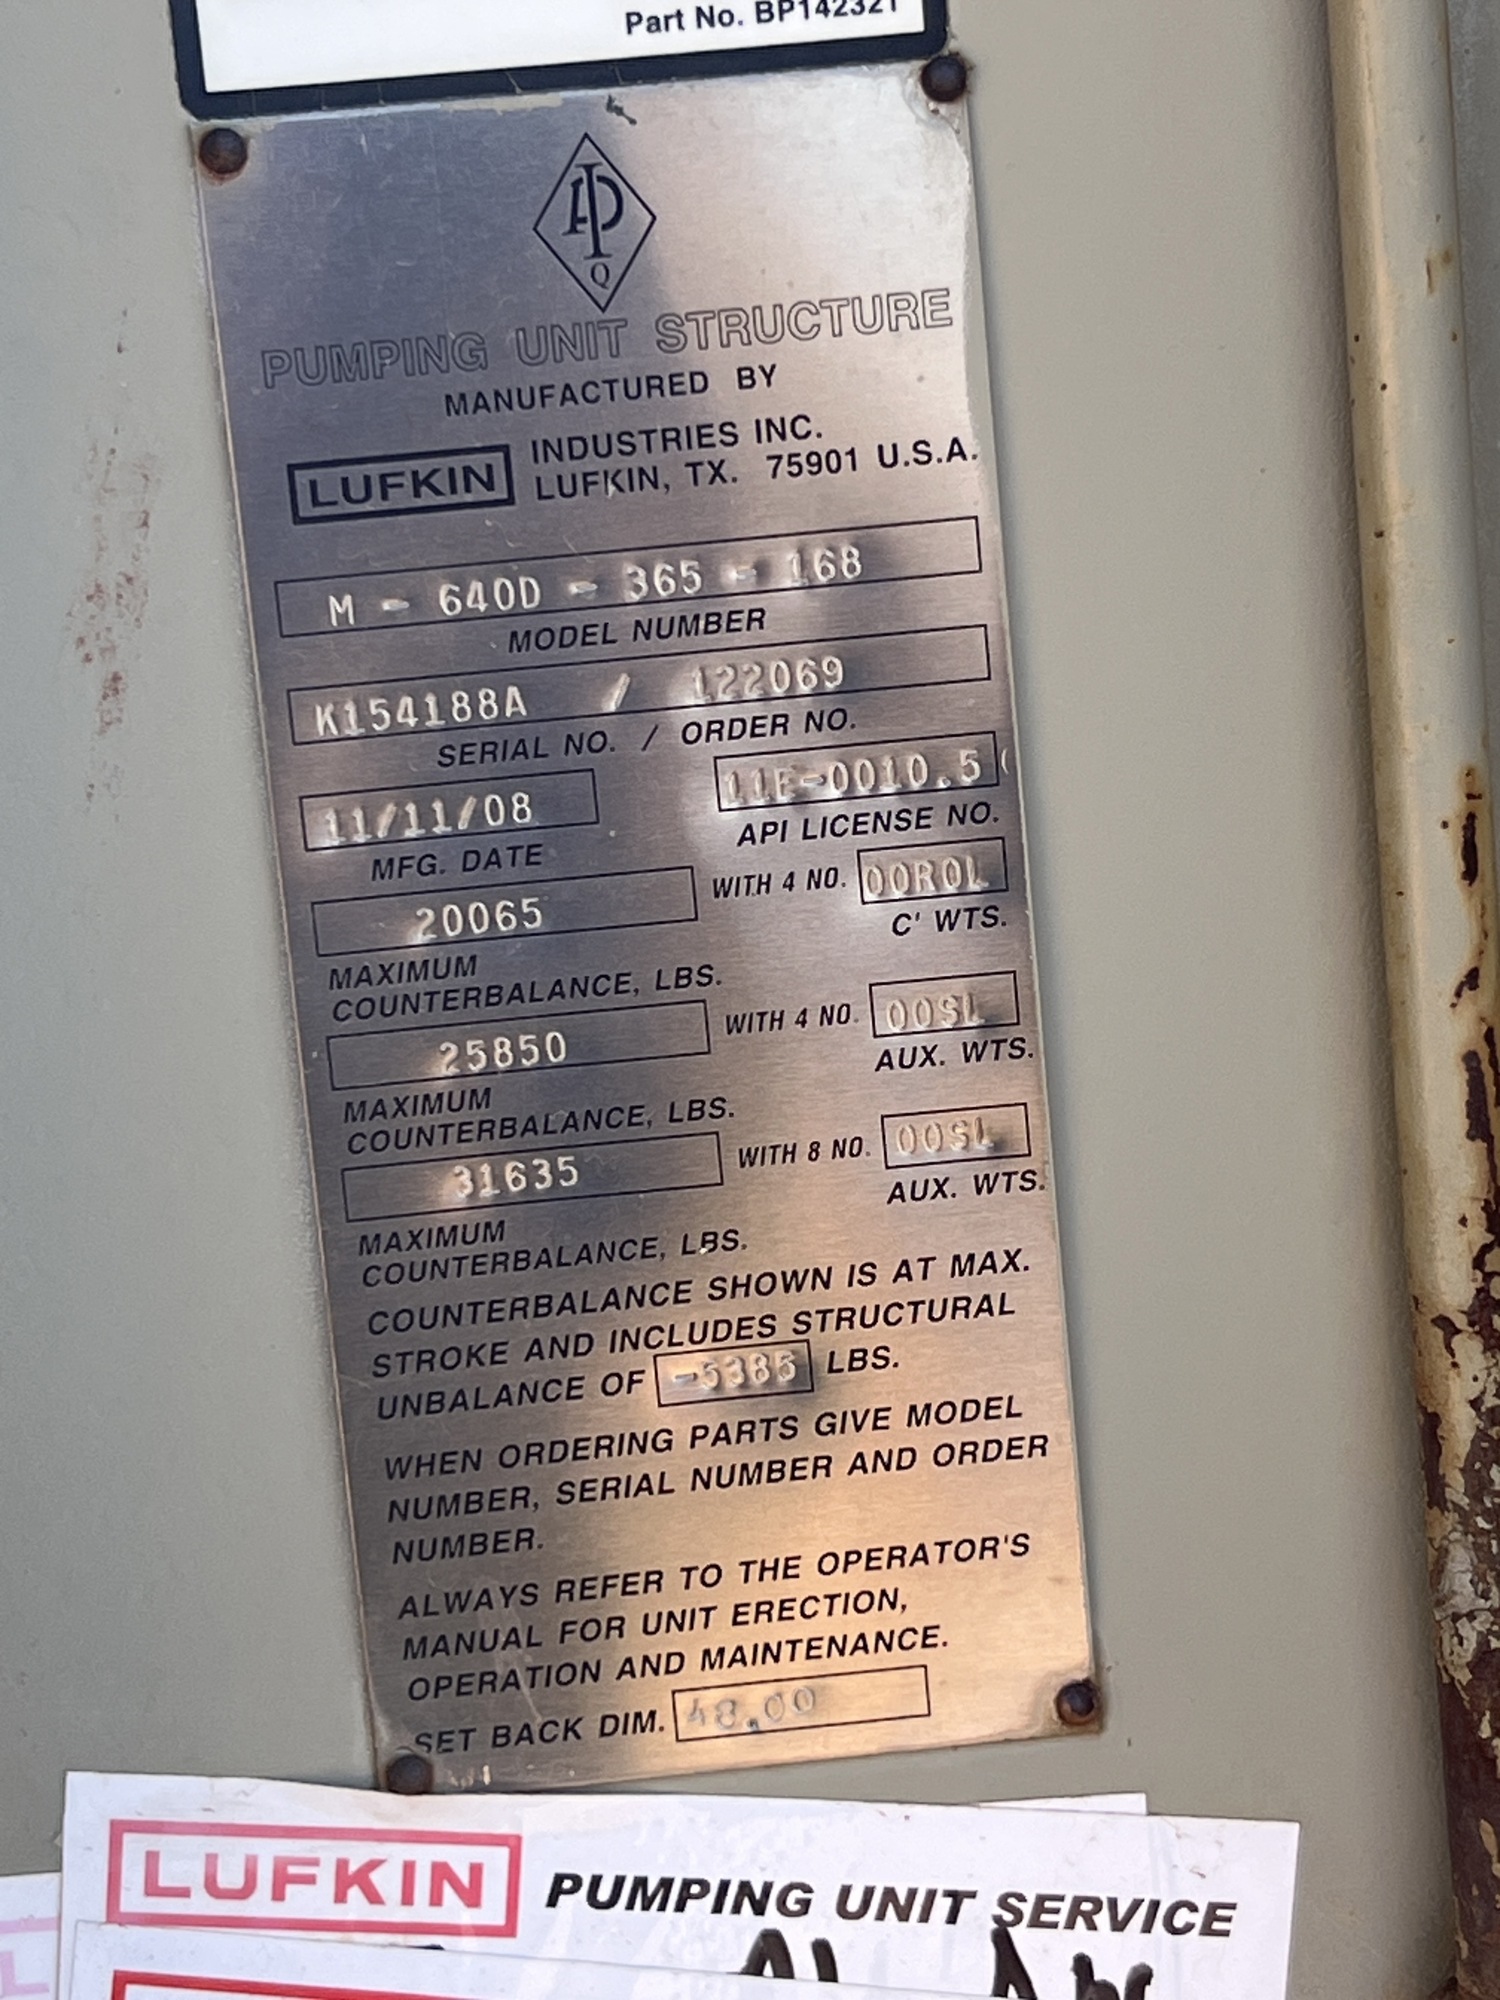 Part No. BP142321
API
Q
PUMPING UNIT STRUCTURE
MANUFACTURED BY
LUFKIN INDUSTRIES INC.
LUFKIN, TX. 75901 U.S.A.
M - 640D - 365 - 168
MODEL NUMBER
K154188A / 122069
SERIAL NO. / ORDER NO.
11/11/08 11E-0010.5
MFG. DATE API LICENSE NO.
20065 WITH 4 NO. OOROL
C' WTS.
MAXIMUM
COUNTERBALANCE, LBS.
25850 WITH 4 NO. OOSL
AUX. WTS.
MAXIMUM
COUNTERBALANCE, LBS.
31635 WITH 8 NO. OOSL
AUX. WTS.
MAXIMUM
COUNTERBALANCE, LBS.
COUNTERBALANCE SHOWN IS AT MAX.
STROKE AND INCLUDES STRUCTURAL
UNBALANCE OF -5385 LBS.
WHEN ORDERING PARTS GIVE MODEL
NUMBER, SERIAL NUMBER AND ORDER
NUMBER.
ALWAYS REFER TO THE OPERATOR'S
MANUAL FOR UNIT ERECTION,
OPERATION AND MAINTENANCE.
SET BACK DIM. 48.00
LUFKIN PUMPING UNIT SERVICE